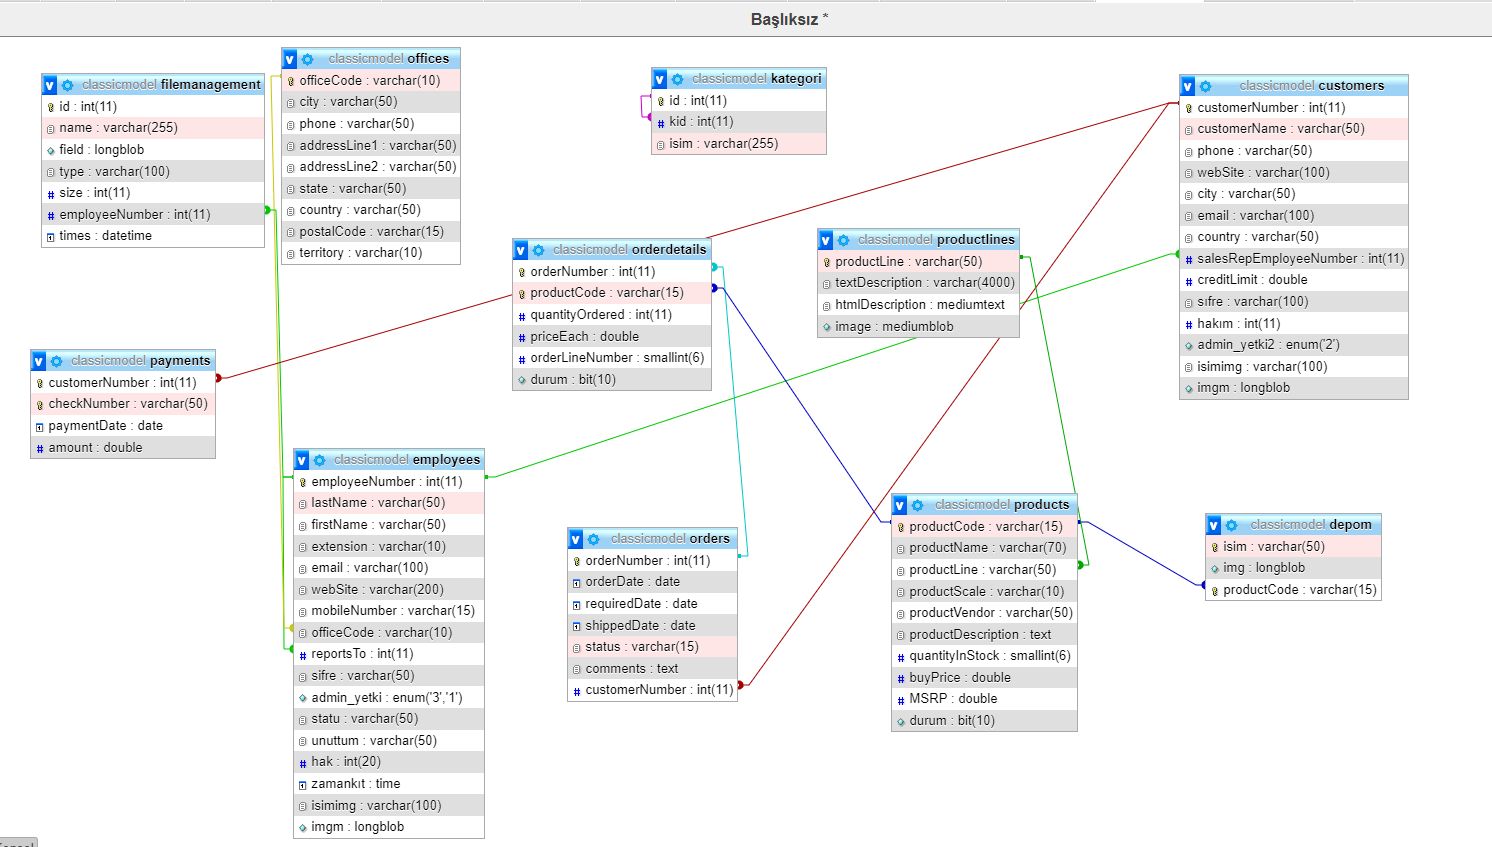 Başlıksız *
classicmodel filemanagement
id : int(11)
name : varchar(255)
field : longblob
type : varchar(100)
size : int(11)
employeeNumber : int(11)
times : datetime
classicmodel offices
officeCode : varchar(10)
city : varchar(50)
phone : varchar(50)
addressLine1 : varchar(50)
addressLine2 : varchar(50)
state : varchar(50)
country : varchar(50)
postalCode : varchar(15)
territory : varchar(10)
classicmodel kategori
id : int(11)
kid : int(11)
isim : varchar(255)
classicmodel customers
customerNumber : int(11)
customerName : varchar(50)
phone : varchar(50)
webSite : varchar(100)
city : varchar(50)
email : varchar(100)
country : varchar(50)
salesRepEmployeeNumber : int(11)
creditLimit : double
sıfre : varchar(100)
hakım : int(11)
admin_yetki2 : enum('2')
isimimg : varchar(100)
imgm : longblob
classicmodel orderdetails
orderNumber : int(11)
productCode : varchar(15)
quantityOrdered : int(11)
priceEach : double
orderLineNumber : smallint(6)
durum : bit(10)
classicmodel productlines
productLine : varchar(50)
textDescription : varchar(4000)
htmlDescription : mediumtext
image : mediumblob
classicmodel payments
customerNumber : int(11)
checkNumber : varchar(50)
paymentDate : date
amount : double
classicmodel employees
employeeNumber : int(11)
lastName : varchar(50)
firstName : varchar(50)
extension : varchar(10)
email : varchar(100)
webSite : varchar(200)
mobileNumber : varchar(15)
officeCode : varchar(10)
reportsTo : int(11)
sifre : varchar(50)
admin_yetki : enum('3','1')
statu : varchar(50)
unuttum : varchar(50)
hak : int(20)
zamankıt : time
isimimg : varchar(100)
imgm : longblob
classicmodel orders
orderNumber : int(11)
orderDate : date
requiredDate : date
shippedDate : date
status : varchar(15)
comments : text
customerNumber : int(11)
classicmodel products
productCode : varchar(15)
productName : varchar(70)
productLine : varchar(50)
productScale : varchar(10)
productVendor : varchar(50)
productDescription : text
quantityInStock : smallint(6)
buyPrice : double
MSRP : double
durum : bit(10)
classicmodel depom
isim : varchar(50)
img : longblob
productCode : varchar(15)